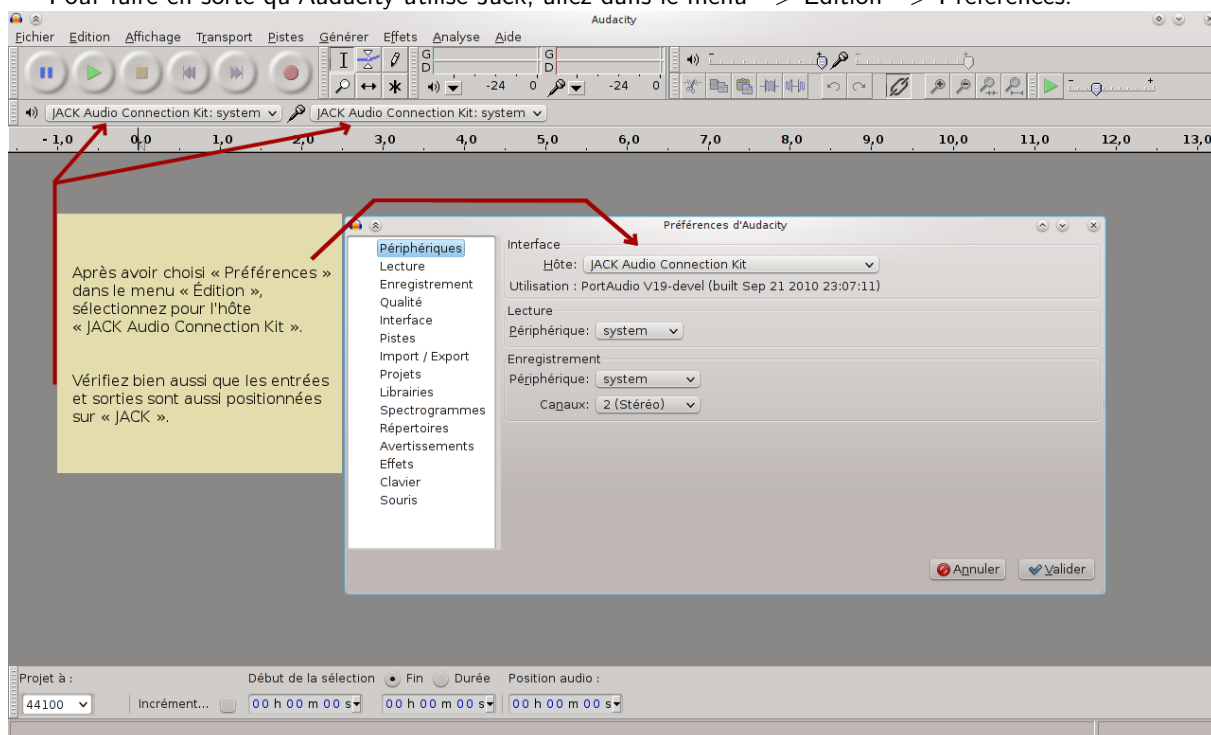 Pour faire en sorte qu'Audacity utilise Jack, allez dans le menu −> Édition −> Préférences.
Audacity
Fichier Edition Affichage Transport Pistes Générer Effets Analyse Aide
G
D
-24 0
G
D
-24 0
JACK Audio Connection Kit: system
JACK Audio Connection Kit: system
- 1,0 0,0 1,0 2,0 3,0 4,0 5,0 6,0 7,0 8,0 9,0 10,0 11,0 12,0 13,0
Après avoir choisi « Préférences »
dans le menu « Édition »,
sélectionnez pour l'hôte
« JACK Audio Connection Kit ».
Vérifiez bien aussi que les entrées
et sorties sont aussi positionnées
sur « JACK ».
Préférences d'Audacity
Périphériques
Lecture
Enregistrement
Qualité
Interface
Pistes
Import / Export
Projets
Librairies
Spectrogrammes
Répertoires
Avertissements
Effets
Clavier
Souris
Interface
Hôte: JACK Audio Connection Kit
Utilisation : PortAudio V19-devel (built Sep 21 2010 23:07:11)
Lecture
Périphérique: system
Enregistrement
Périphérique: system
Canaux: 2 (Stéréo)
Annuler Valider
Projet à : Début de la sélection Fin Durée Position audio :
44100 Incrément... 00 h 00 m 00 s 00 h 00 m 00 s 00 h 00 m 00 s